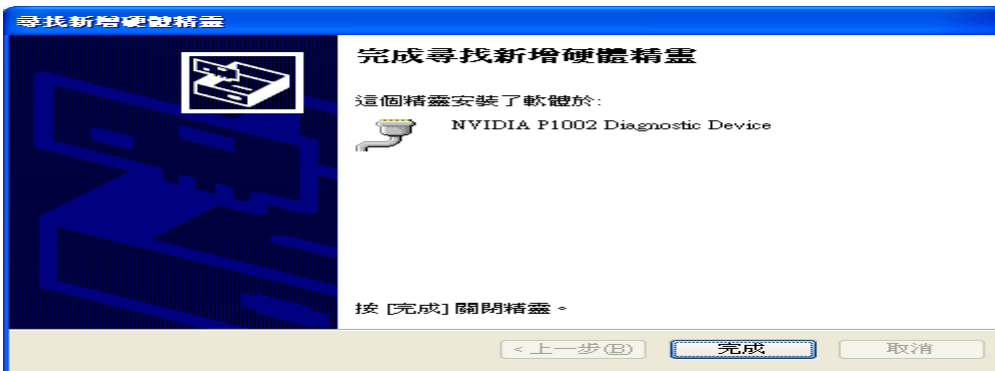 尋找新增硬體精靈
完成尋找新增硬體精靈
這個精靈安裝了軟體於:
NVIDIA P1002 Diagnostic Device
按 [完成] 關閉精靈。
< 上一步(B)
完成
取消